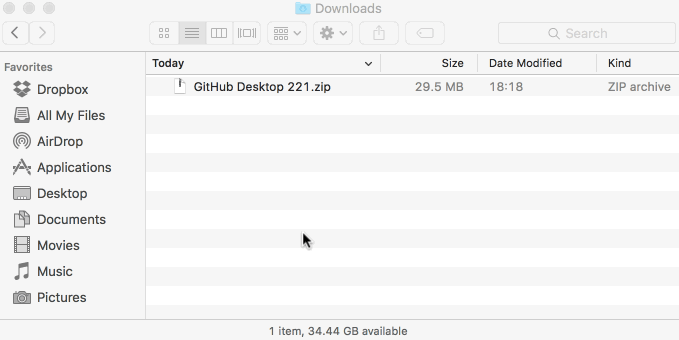 Downloads
Search
Favorites
Dropbox
All My Files
AirDrop
Applications
Desktop
Documents
Movies
Music
Pictures
Today Size Date Modified Kind
GitHub Desktop 221.zip 29.5 MB 18:18 ZIP archive
1 item, 34.44 GB available